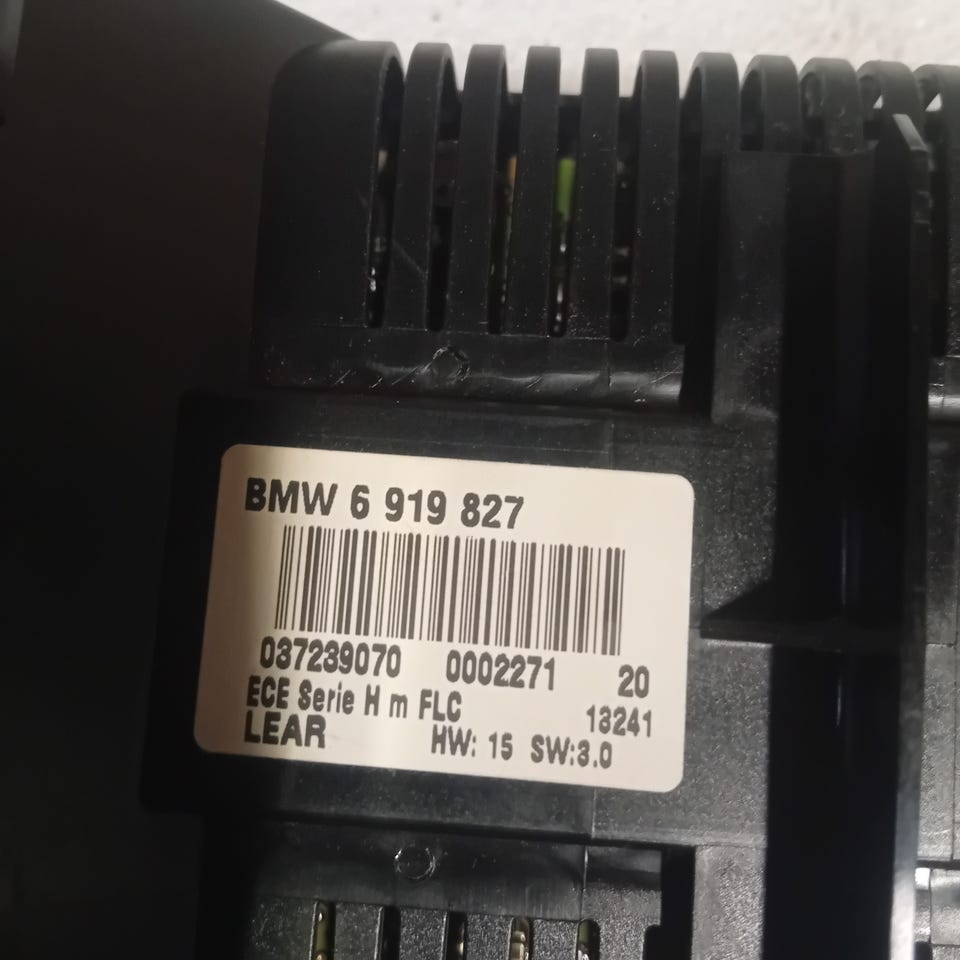 BMW 6 919 827
037239070 0002271 20
ECE Serie H m FLC 13241
LEAR HW: 15 SW:3.0